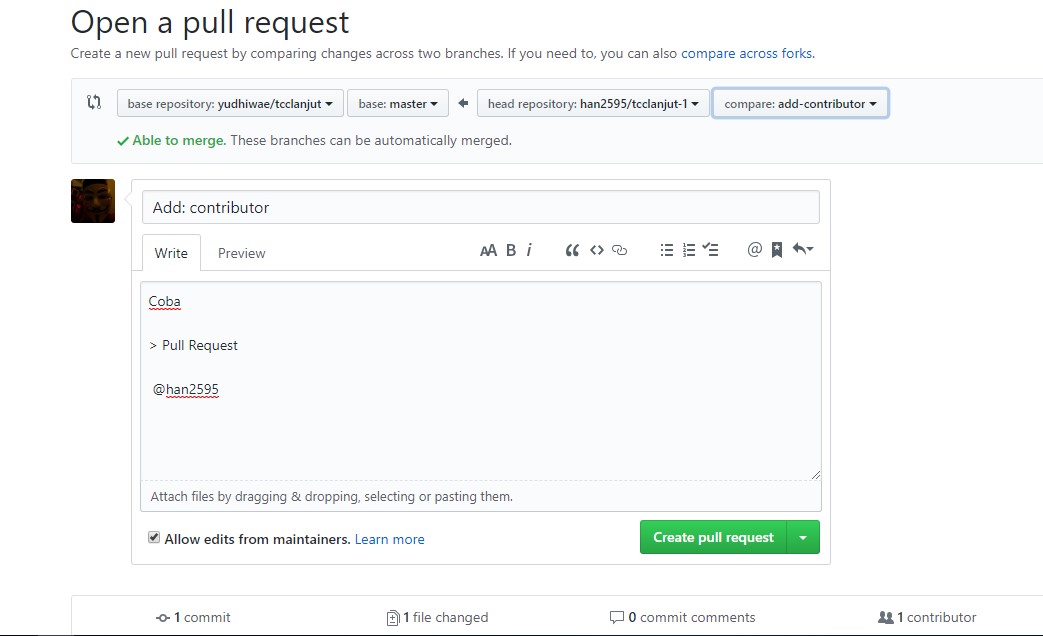 Open a pull request
Create a new pull request by comparing changes across two branches. If you need to, you can also compare across forks.
base repository: yudhiwae/tcclanjut base: master head repository: han2595/tcclanjut-1 compare: add-contributor
Able to merge. These branches can be automatically merged.
Add: contributor
Write Preview AA B i
Coba
> Pull Request
@han2595
Attach files by dragging & dropping, selecting or pasting them.
Allow edits from maintainers. Learn more Create pull request
1 commit 1 file changed 0 commit comments 1 contributor